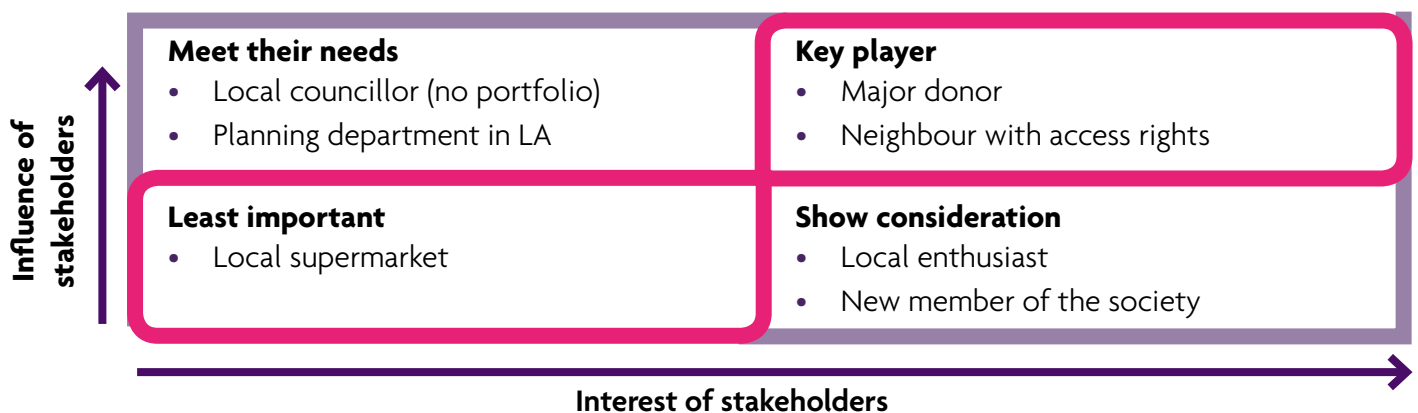 Influence of
stakeholders
Meet their needs
• Local councillor (no portfolio)
• Planning department in LA
Key player
• Major donor
• Neighbour with access rights
Least important
• Local supermarket
Show consideration
• Local enthusiast
• New member of the society
Interest of stakeholders